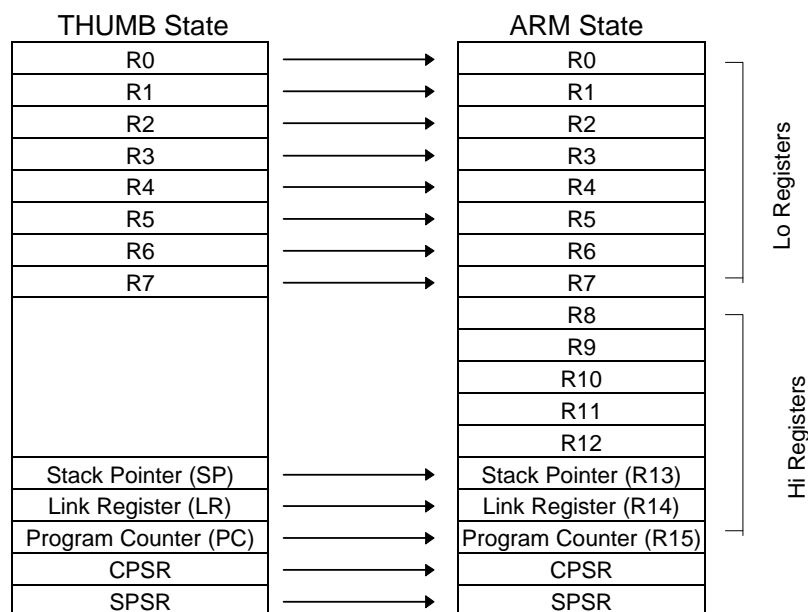 THUMB State
ARM State
R0
R0
R1
R1
R2
R2
R3
R3
R4
R4
R5
R5
R6
R6
R7
R7
R8
R9
R10
R11
R12
Stack Pointer (SP)
Stack Pointer (R13)
Link Register (LR)
Link Register (R14)
Program Counter (PC)
Program Counter (R15)
CPSR
CPSR
SPSR
SPSR
Lo Registers
Hi Registers